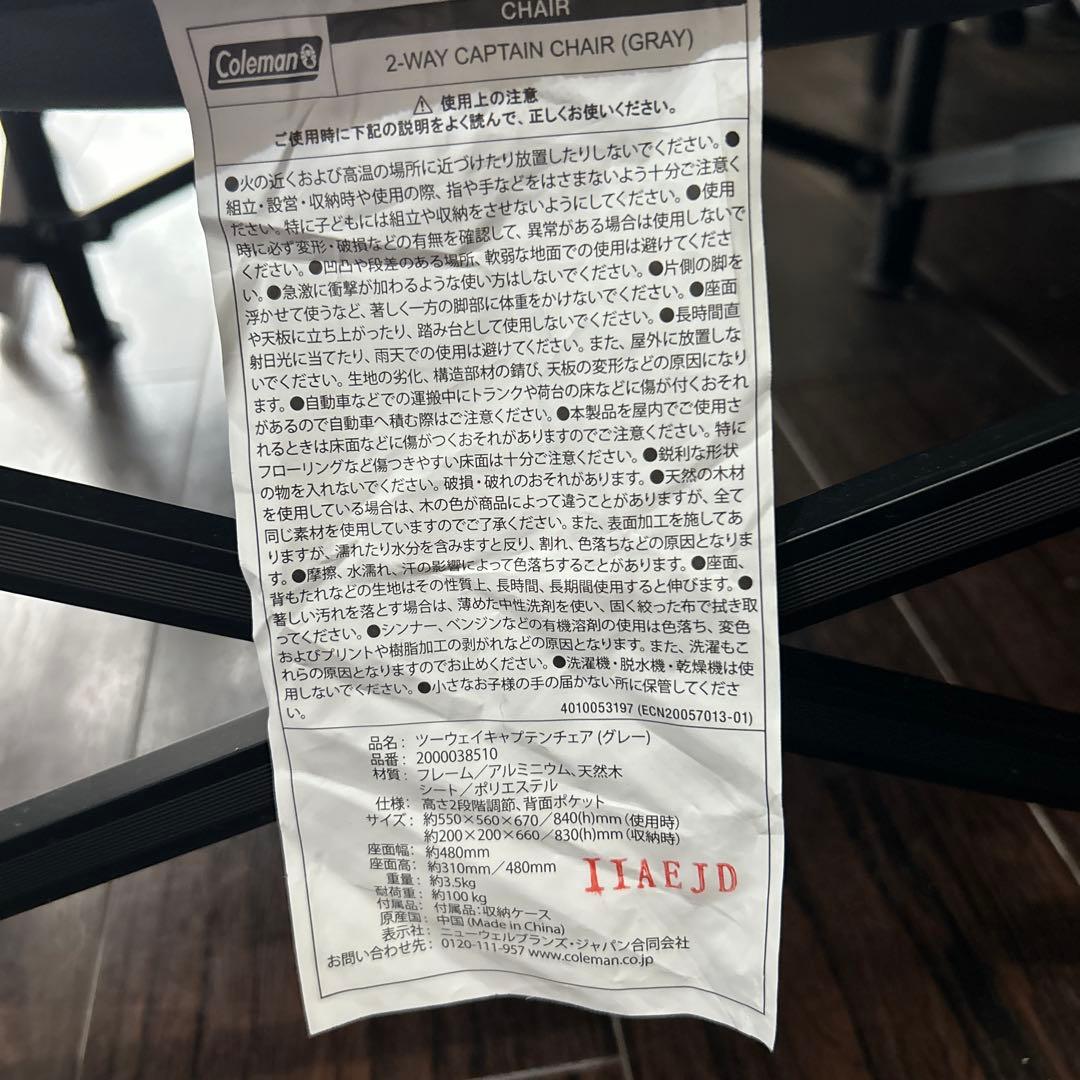 CHAIR
Coleman
2-WAY CAPTAIN CHAIR (GRAY)
⚠ 使用上の注意
ご使用時に下記の説明をよく読んで、正しくお使いください。
●火の近くおよび高温の場所に近づけたり放置したりしないでください。●
組立・設営・収納時や使用の際、指や手などをはさまないよう十分ご注意く
ださい。特に子どもには組立や収納をさせないようにしてください。●使用
時に必ず変形・破損などの有無を確認して、異常がある場合は使用しないで
ください。●凹凸や段差のある場所、軟弱な地面での使用は避けてくださ
い。●急激に衝撃が加わるような使い方はしないでください。●片側の脚を
浮かせて使うなど、著しく一方の脚部に体重をかけないでください。●座面
や天板に立ち上がったり、踏み台として使用しないでください。●長時間直
射日光に当てたり、雨天での使用は避けてください。また、屋外に放置しな
いでください。生地の劣化、構造部材の錆び、天板の変形などの原因になり
ます。●自動車などでの運搬中にトランクや荷台の床などに傷が付くおそれ
があるので自動車へ積む際はご注意ください。●本製品を屋内でご使用さ
れるときは床面などに傷がつくおそれがありますのでご注意ください。特に
フローリングなど傷つきやすい床面は十分ご注意ください。●鋭利な形状
の物を入れないでください。破損・破れのおそれがあります。●天然の木材
を使用している場合は、木の色が商品によって違うことがありますが、全て
同じ素材を使用していますのでご了承ください。また、表面加工を施してあ
りますが、濡れたり水分を含みますと反り、割れ、色落ちなどの原因となりま
す。●摩擦、水濡れ、汗の影響によって色落ちすることがあります。●座面、
背もたれなどの生地はその性質上、長時間、長期間使用すると伸びます。●
著しい汚れを落とす場合は、薄めた中性洗剤を使い、固く絞った布で拭き取
ってください。●シンナー、ベンジンなどの有機溶剤の使用は色落ち、変色
およびプリントや樹脂加工の剥がれなどの原因となります。また、洗濯もこ
れらの原因となりますのでお止めください。●洗濯機・脱水機・乾燥機は使
用しないでください。●小さなお子様の手の届かない所に保管してくださ
い。
4010053197 (ECN20057013-01)
品名: ツーウェイキャプテンチェア (グレー)
品番: 2000038510
材質: フレーム/アルミニウム、天然木
シート/ポリエステル
仕様: 高さ2段階調節、背面ポケット
サイズ: 約550×560×670/840(h)mm(使用時)
約200×200×660/830(h)mm(収納時)
座面幅: 約480mm
座面高: 約310mm/480mm
重量: 約3.5kg
耐荷重: 約100kg
付属品: 付属品:収納ケース
原産国: 中国 (Made in China)
表示社: ニューウェルブランズ・ジャパン合同会社
お問い合わせ先: 0120-111-957 www.coleman.co.jp
IIAEJD